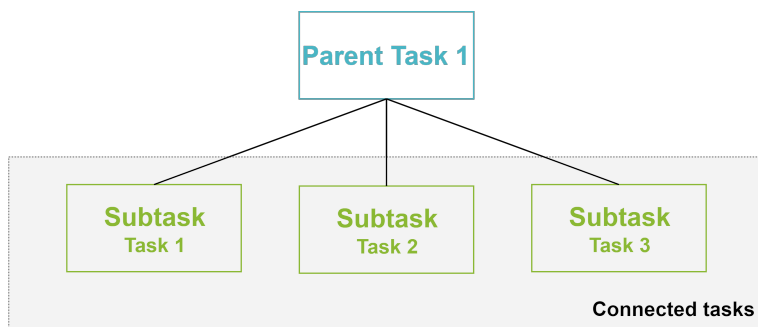 Parent Task 1
Subtask
Task 1
Subtask
Task 2
Subtask
Task 3
Connected tasks